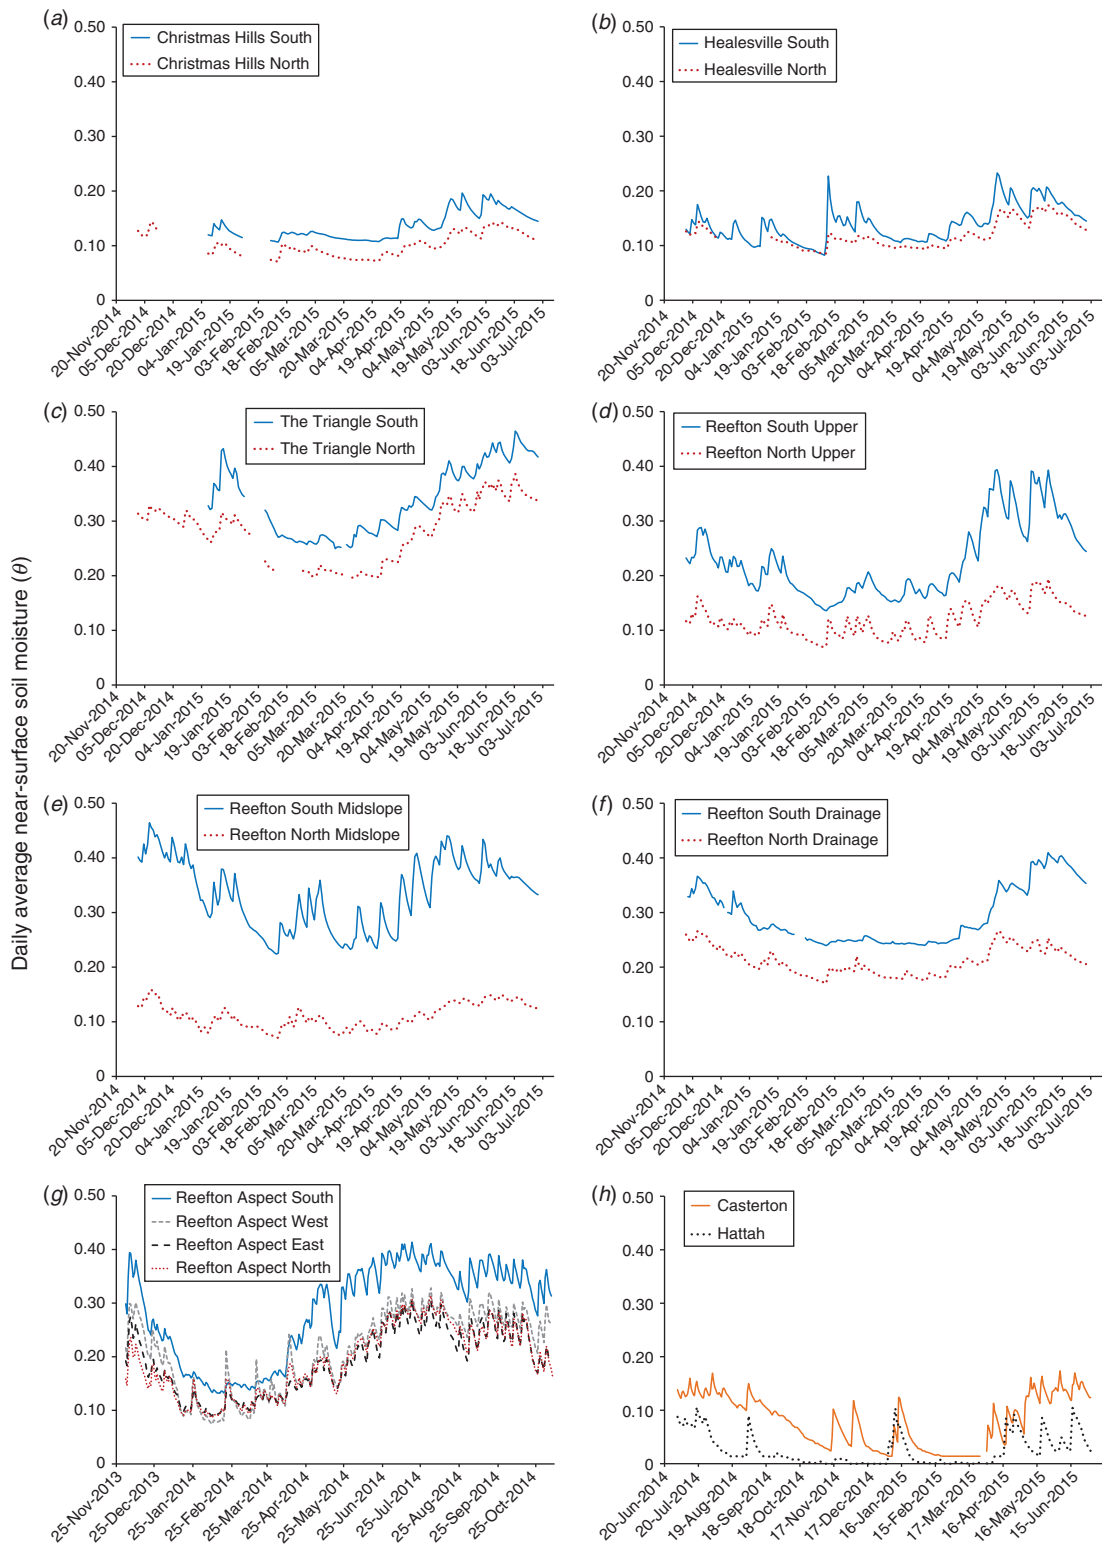 Daily average near-surface soil moisture (θ)
(a)
Christmas Hills South
Christmas Hills North
0.50
0.40
0.30
0.20
0.10
0
20-Nov-2014
05-Dec-2014
20-Dec-2014
04-Jan-2015
19-Jan-2015
03-Feb-2015
18-Feb-2015
05-Mar-2015
20-Mar-2015
04-Apr-2015
19-Apr-2015
04-May-2015
19-May-2015
03-Jun-2015
18-Jun-2015
03-Jul-2015
(b)
Healesville South
Healesville North
0.50
0.40
0.30
0.20
0.10
0
20-Nov-2014
05-Dec-2014
20-Dec-2014
04-Jan-2015
19-Jan-2015
03-Feb-2015
18-Feb-2015
05-Mar-2015
20-Mar-2015
04-Apr-2015
19-Apr-2015
04-May-2015
19-May-2015
03-Jun-2015
18-Jun-2015
03-Jul-2015
(c)
The Triangle South
The Triangle North
0.50
0.40
0.30
0.20
0.10
0
20-Nov-2014
05-Dec-2014
20-Dec-2014
04-Jan-2015
19-Jan-2015
03-Feb-2015
18-Feb-2015
05-Mar-2015
20-Mar-2015
04-Apr-2015
19-Apr-2015
04-May-2015
19-May-2015
03-Jun-2015
18-Jun-2015
03-Jul-2015
(d)
Reefton South Upper
Reefton North Upper
0.50
0.40
0.30
0.20
0.10
0
20-Nov-2014
05-Dec-2014
20-Dec-2014
04-Jan-2015
19-Jan-2015
03-Feb-2015
18-Feb-2015
05-Mar-2015
20-Mar-2015
04-Apr-2015
19-Apr-2015
04-May-2015
19-May-2015
03-Jun-2015
18-Jun-2015
03-Jul-2015
(e)
Reefton South Midslope
Reefton North Midslope
0.50
0.40
0.30
0.20
0.10
0
20-Nov-2014
05-Dec-2014
20-Dec-2014
04-Jan-2015
19-Jan-2015
03-Feb-2015
18-Feb-2015
05-Mar-2015
20-Mar-2015
04-Apr-2015
19-Apr-2015
04-May-2015
19-May-2015
03-Jun-2015
18-Jun-2015
03-Jul-2015
(f)
Reefton South Drainage
Reefton North Drainage
0.50
0.40
0.30
0.20
0.10
0
20-Nov-2014
05-Dec-2014
20-Dec-2014
04-Jan-2015
19-Jan-2015
03-Feb-2015
18-Feb-2015
05-Mar-2015
20-Mar-2015
04-Apr-2015
19-Apr-2015
04-May-2015
19-May-2015
03-Jun-2015
18-Jun-2015
03-Jul-2015
(g)
Reefton Aspect South
Reefton Aspect West
Reefton Aspect East
Reefton Aspect North
0.50
0.40
0.30
0.20
0.10
0
25-Nov-2013
25-Dec-2013
25-Jan-2014
25-Feb-2014
25-Mar-2014
25-Apr-2014
25-May-2014
25-Jun-2014
25-Jul-2014
25-Aug-2014
25-Sep-2014
25-Oct-2014
(h)
Casterton
Hattah
0.50
0.40
0.30
0.20
0.10
0
20-Jun-2014
20-Jul-2014
19-Aug-2014
18-Sep-2014
18-Oct-2014
17-Nov-2014
17-Dec-2014
16-Jan-2015
15-Feb-2015
17-Mar-2015
16-Apr-2015
16-May-2015
15-Jun-2015